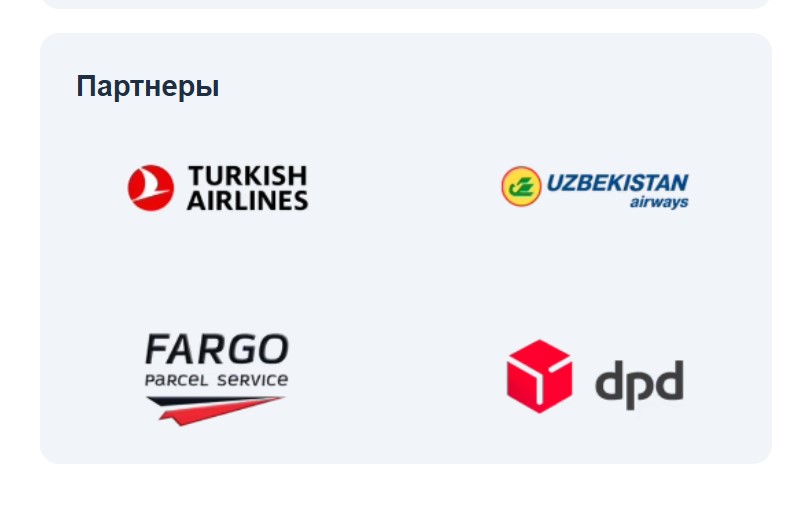 Партнеры
TURKISH
AIRLINES
UZBEKISTAN
airways
FARGO
PARCEL SERVICE
dpd